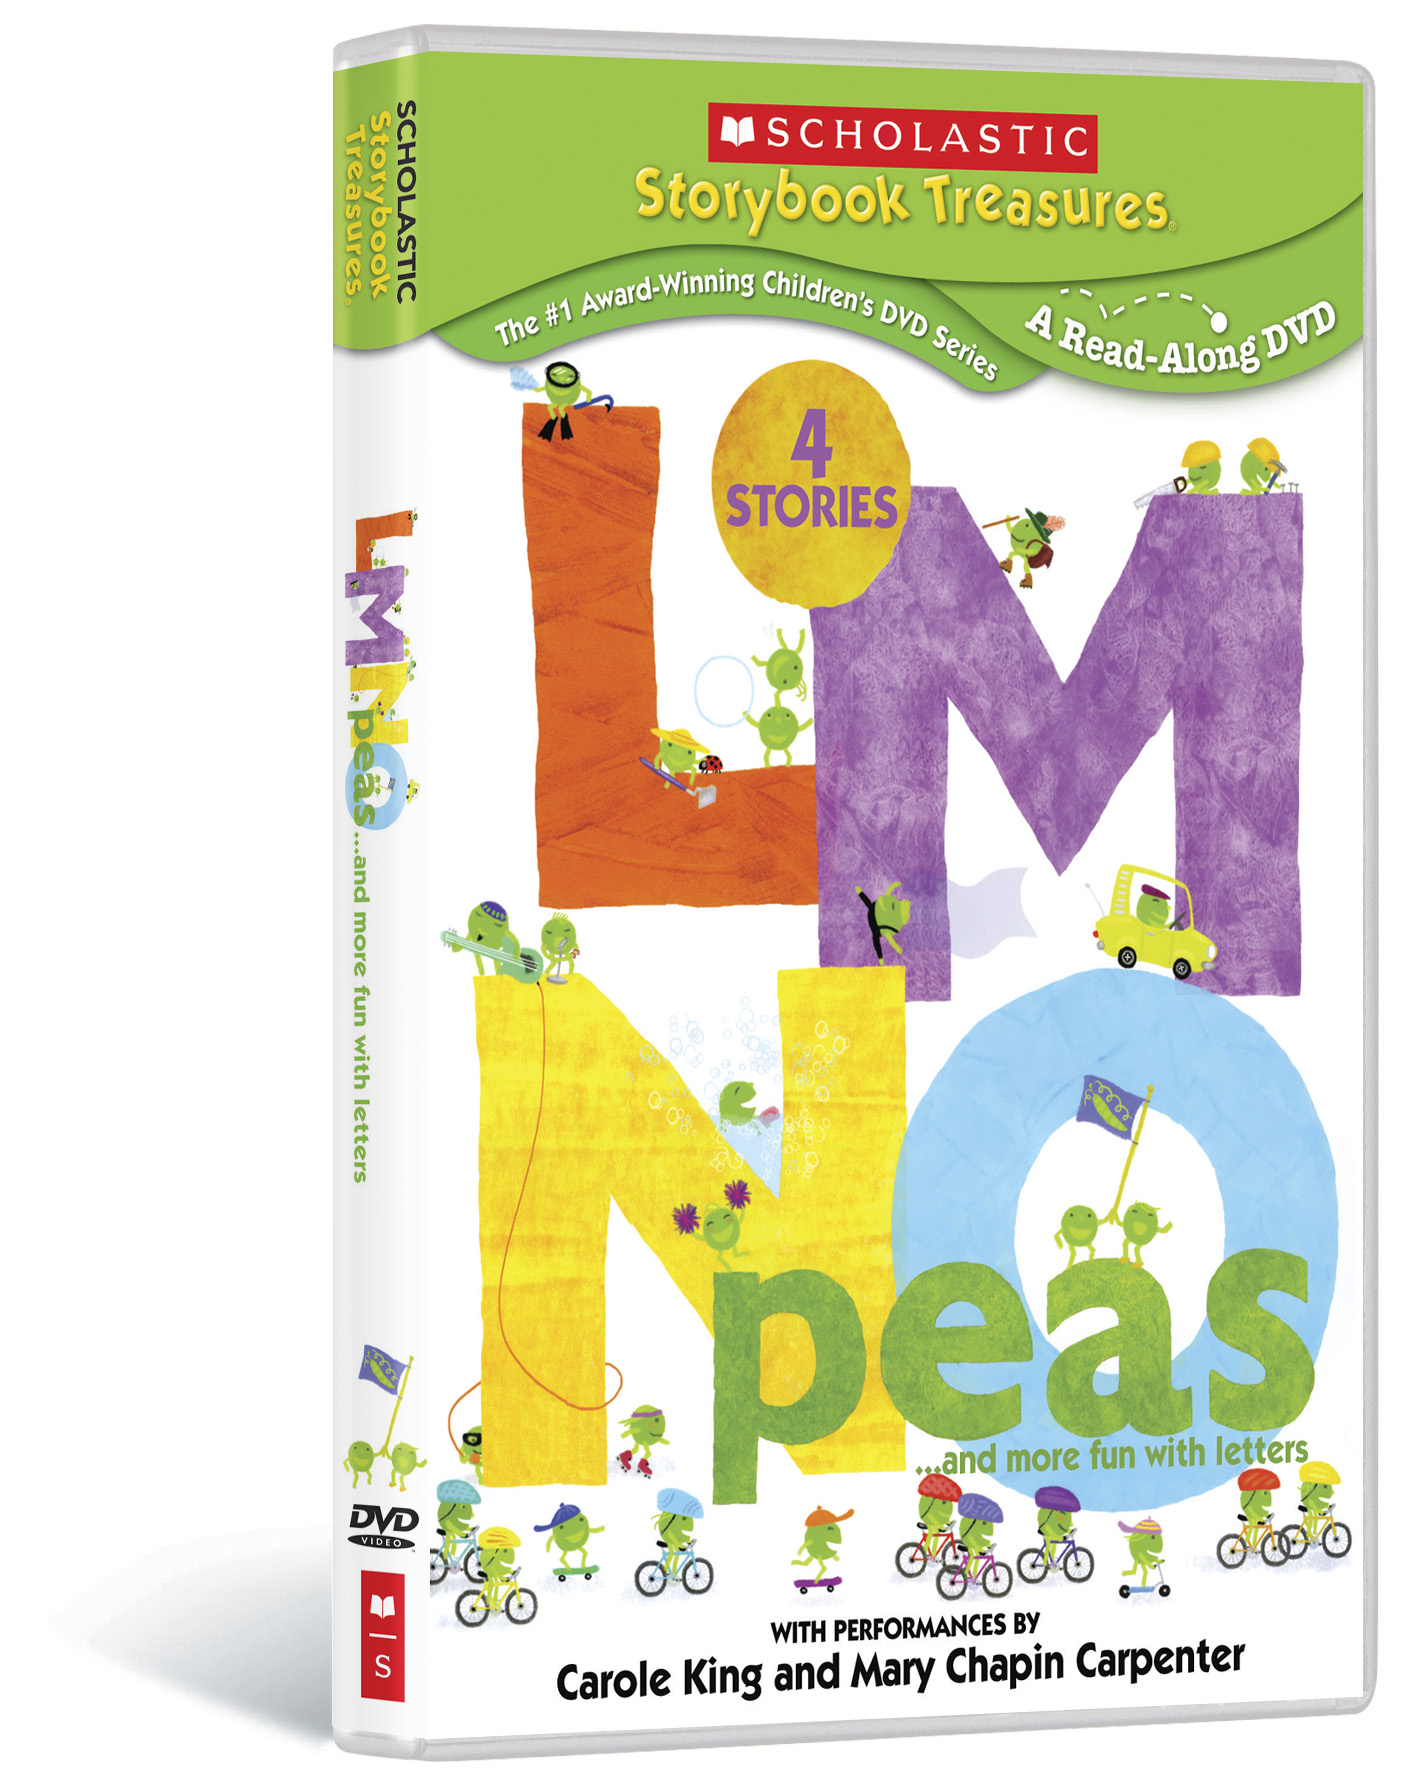 SCHOLASTIC
Storybook Treasures®
The #1 Award-Winning Children's DVD Series
A Read-Along DVD
4
STORIES
L M
N O
peas
...and more fun with letters
WITH PERFORMANCES BY
Carole King and Mary Chapin Carpenter
SCHOLASTIC
Storybook
Treasures®
LMNO
peas
...and more fun with letters
DVD
VIDEO
S